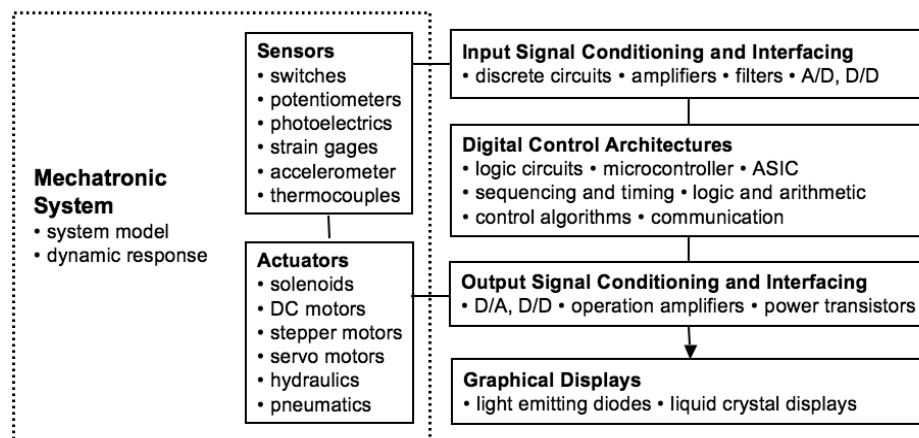 Mechatronic
System
• system model
• dynamic response
Sensors
• switches
• potentiometers
• photoelectrics
• strain gages
• accelerometer
• thermocouples
Actuators
• solenoids
• DC motors
• stepper motors
• servo motors
• hydraulics
• pneumatics
Input Signal Conditioning and Interfacing
• discrete circuits • amplifiers • filters • A/D, D/D
Digital Control Architectures
• logic circuits • microcontroller • ASIC
• sequencing and timing • logic and arithmetic
• control algorithms • communication
Output Signal Conditioning and Interfacing
• D/A, D/D • operation amplifiers • power transistors
Graphical Displays
• light emitting diodes • liquid crystal displays